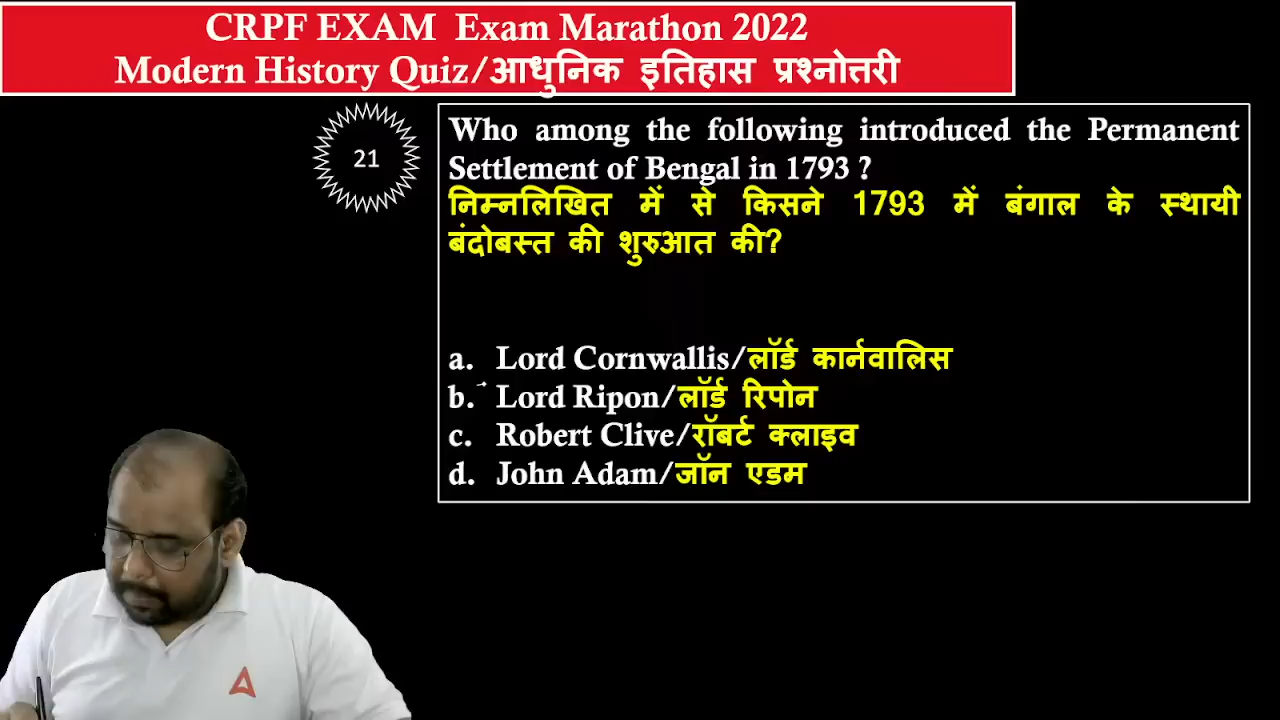 CRPF EXAM Exam Marathon 2022
Modern History Quiz/आधुनिक इतिहास प्रश्नोत्तरी
21
Who among the following introduced the Permanent
Settlement of Bengal in 1793 ?
निम्नलिखित में से किसने 1793 में बंगाल के स्थायी
बंदोबस्त की शुरुआत की?
a. Lord Cornwallis/लॉर्ड कार्नवालिस
b. Lord Ripon/लॉर्ड रिपोन
c. Robert Clive/रॉबर्ट क्लाइव
d. John Adam/जॉन एडम